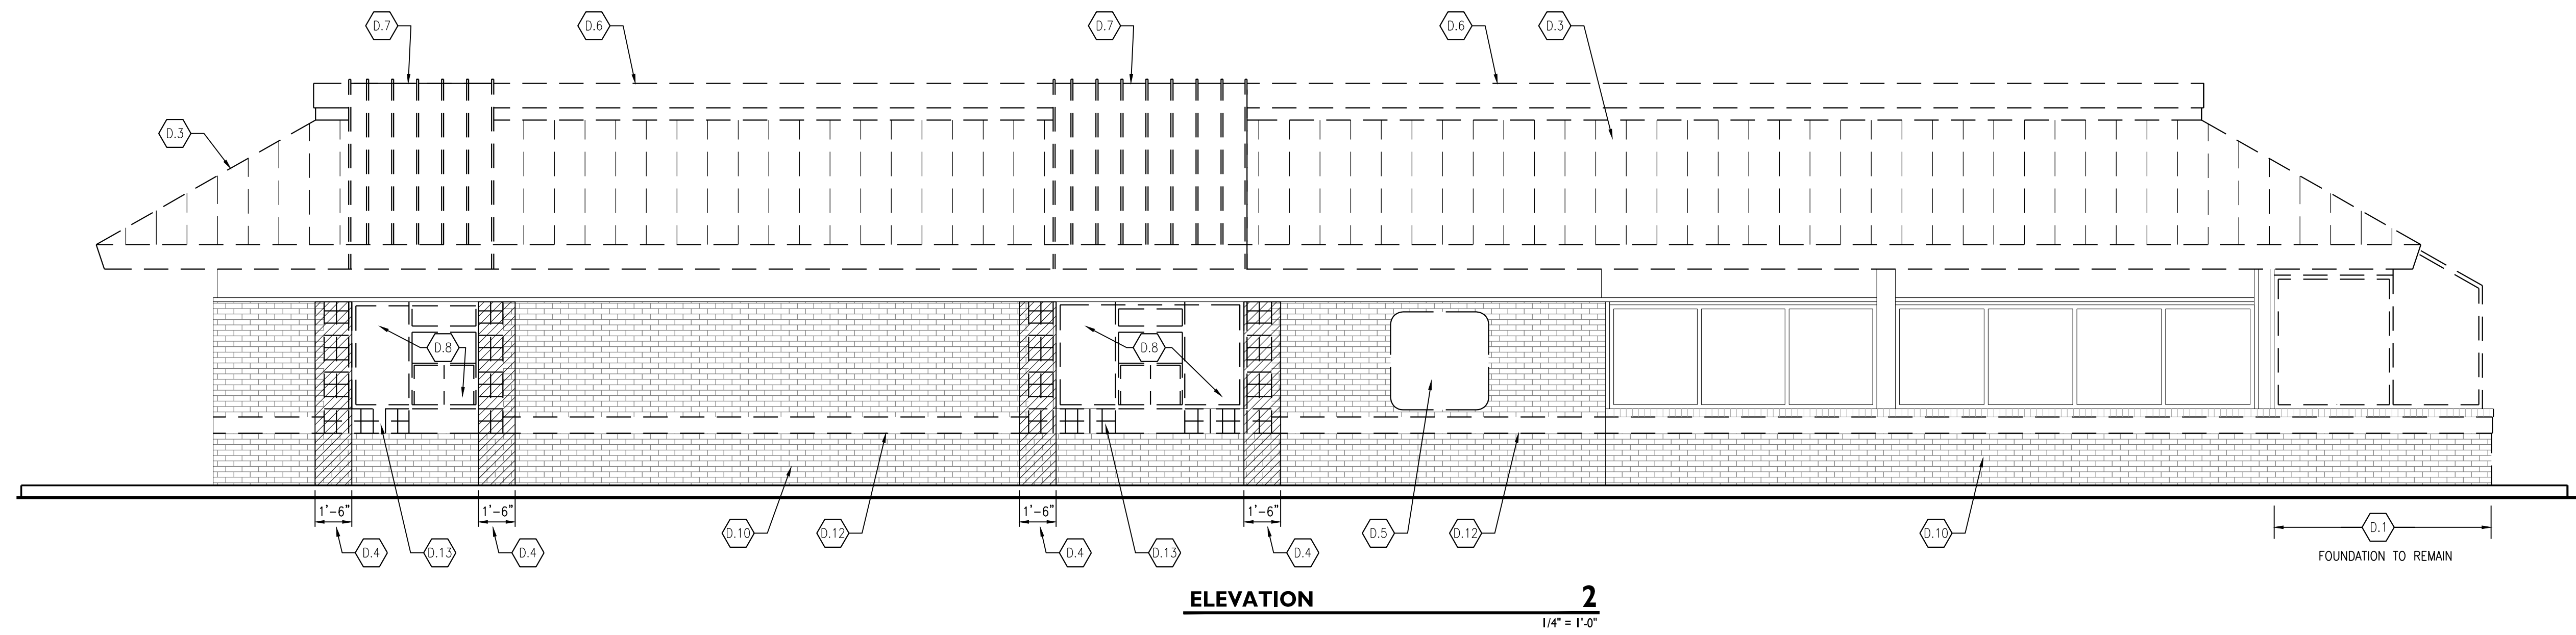 D.7
D.6
D.7
D.6
D.3
D.3
D.8
D.8
1'-6"
1'-6"
1'-6"
1'-6"
D.10
D.12
D.5
D.12
D.10
D.1
D.4
D.13
D.4
D.4
D.13
D.4
FOUNDATION TO REMAIN
ELEVATION 2
1/4" = 1'-0"